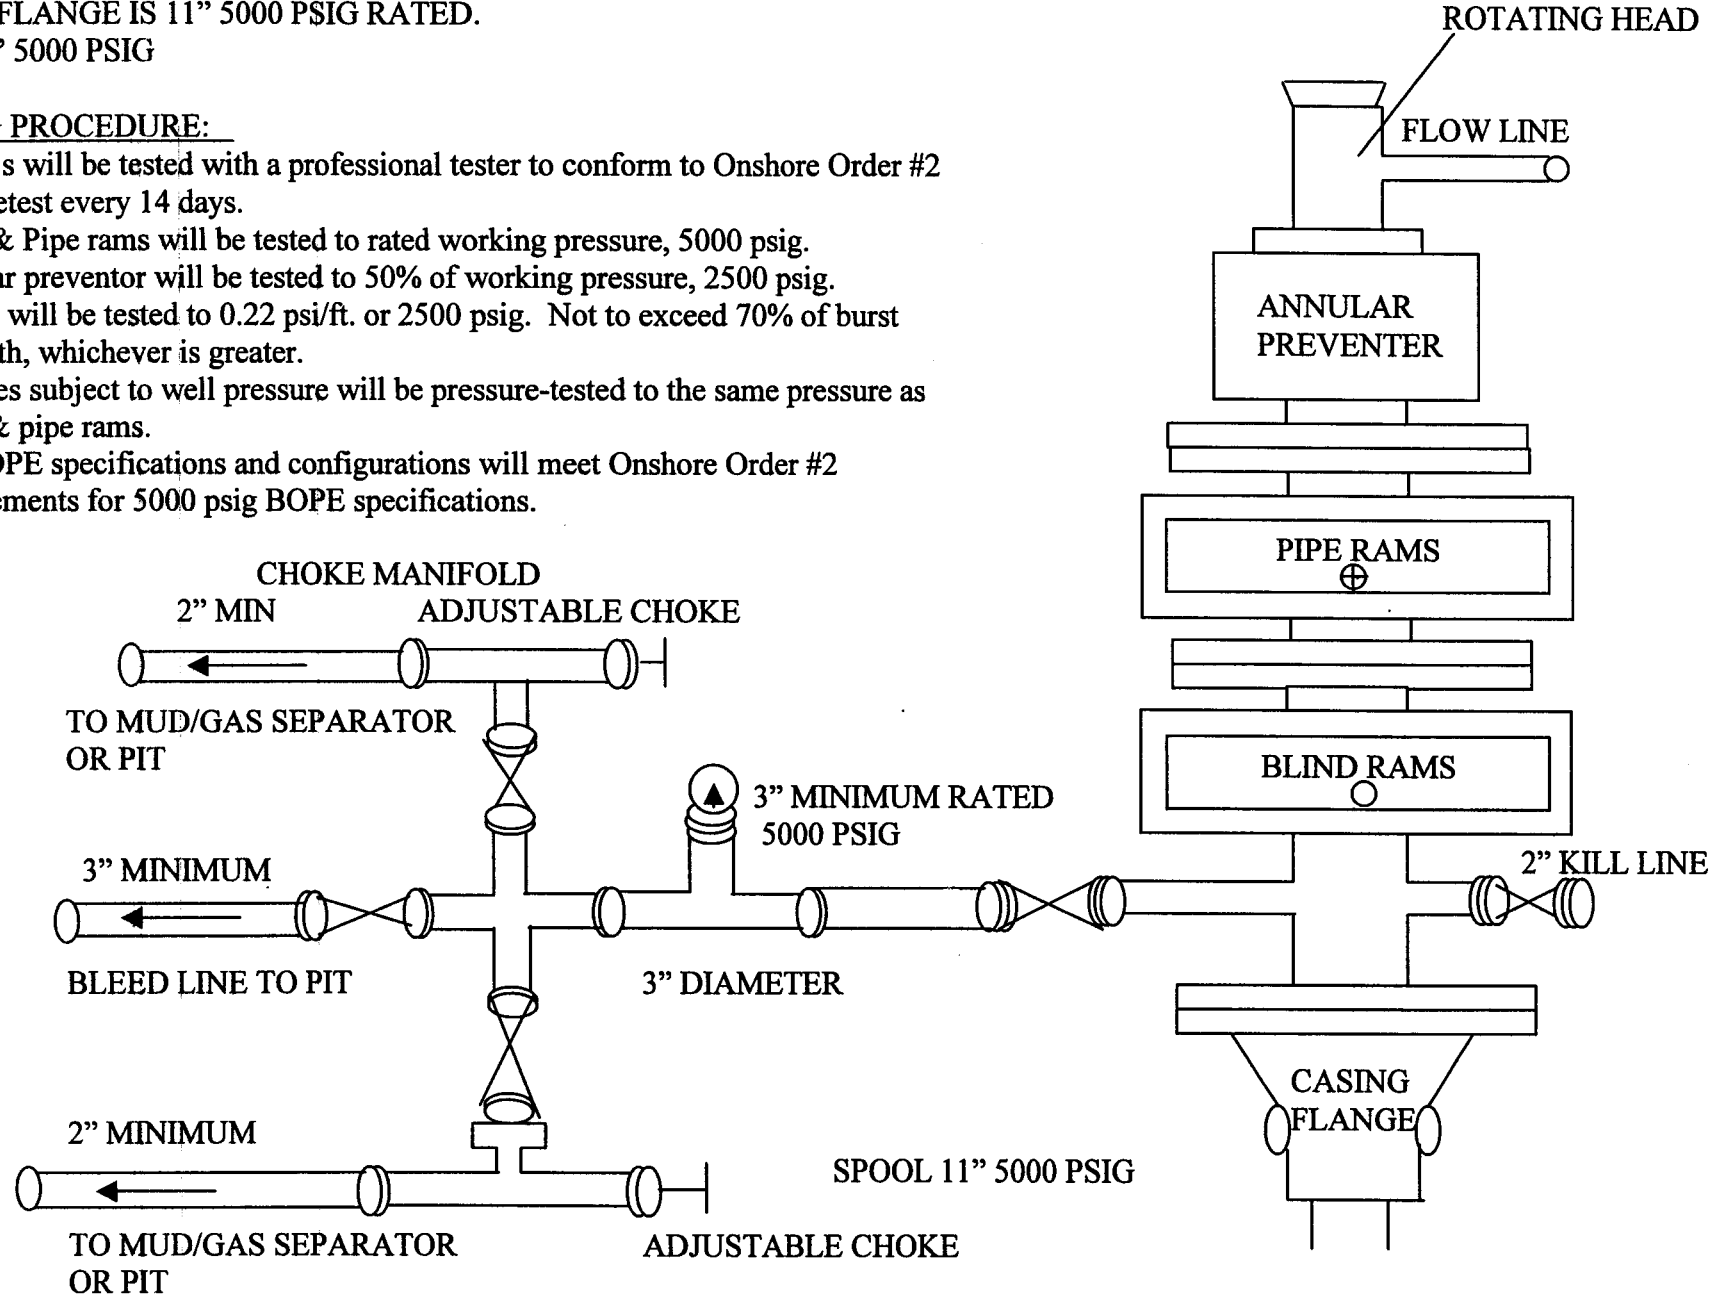 FLANGE IS 11” 5000 PSIG RATED.
” 5000 PSIG
PROCEDURE:
s will be tested with a professional tester to conform to Onshore Order #2
etest every 14 days.
& Pipe rams will be tested to rated working pressure, 5000 psig.
ar preventor will be tested to 50% of working pressure, 2500 psig.
will be tested to 0.22 psi/ft. or 2500 psig. Not to exceed 70% of burst
th, whichever is greater.
es subject to well pressure will be pressure-tested to the same pressure as
& pipe rams.
OPE specifications and configurations will meet Onshore Order #2
ements for 5000 psig BOPE specifications.
ROTATING HEAD
FLOW LINE
ANNULAR
PREVENTER
PIPE RAMS
BLIND RAMS
2” KILL LINE
CASING
FLANGE
SPOOL 11” 5000 PSIG
CHOKE MANIFOLD
2” MIN
ADJUSTABLE CHOKE
TO MUD/GAS SEPARATOR
OR PIT
3” MINIMUM RATED
5000 PSIG
3” MINIMUM
BLEED LINE TO PIT
3” DIAMETER
2” MINIMUM
TO MUD/GAS SEPARATOR
OR PIT
ADJUSTABLE CHOKE